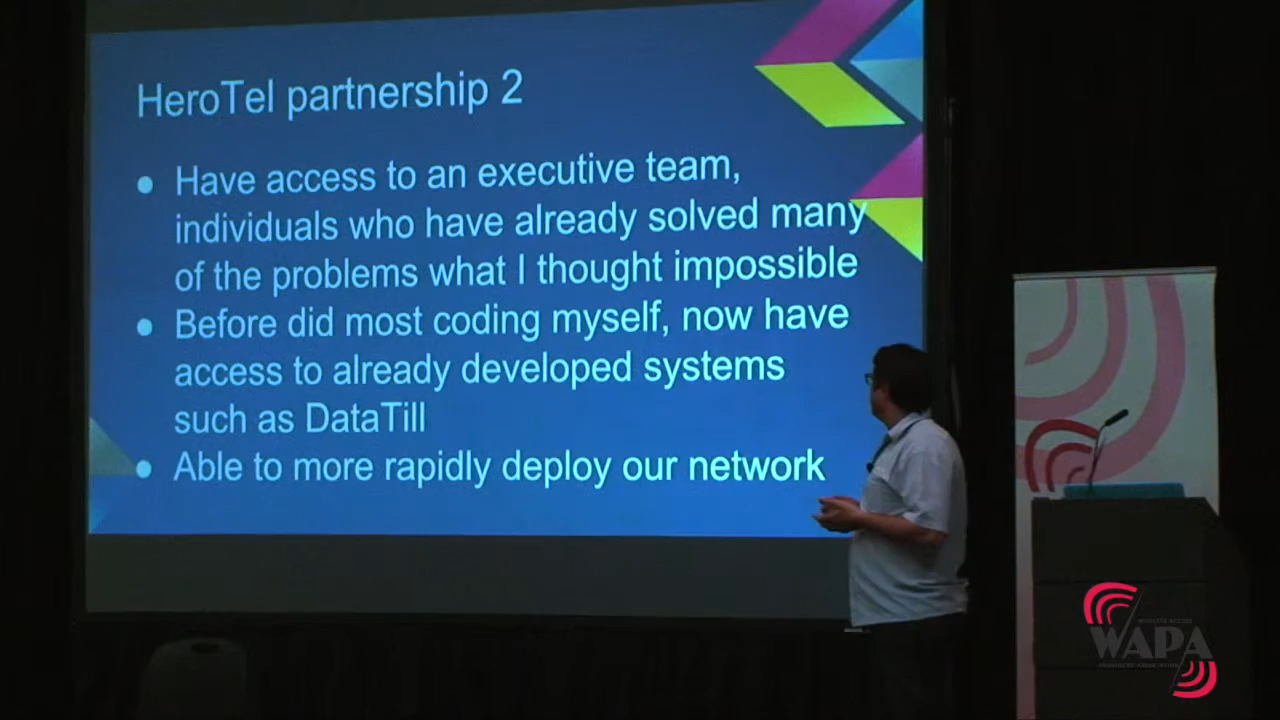 HeroTel partnership 2
● Have access to an executive team,
individuals who have already solved many
of the problems what I thought impossible
● Before did most coding myself, now have
access to already developed systems
such as DataTill
● Able to more rapidly deploy our network
WAPA